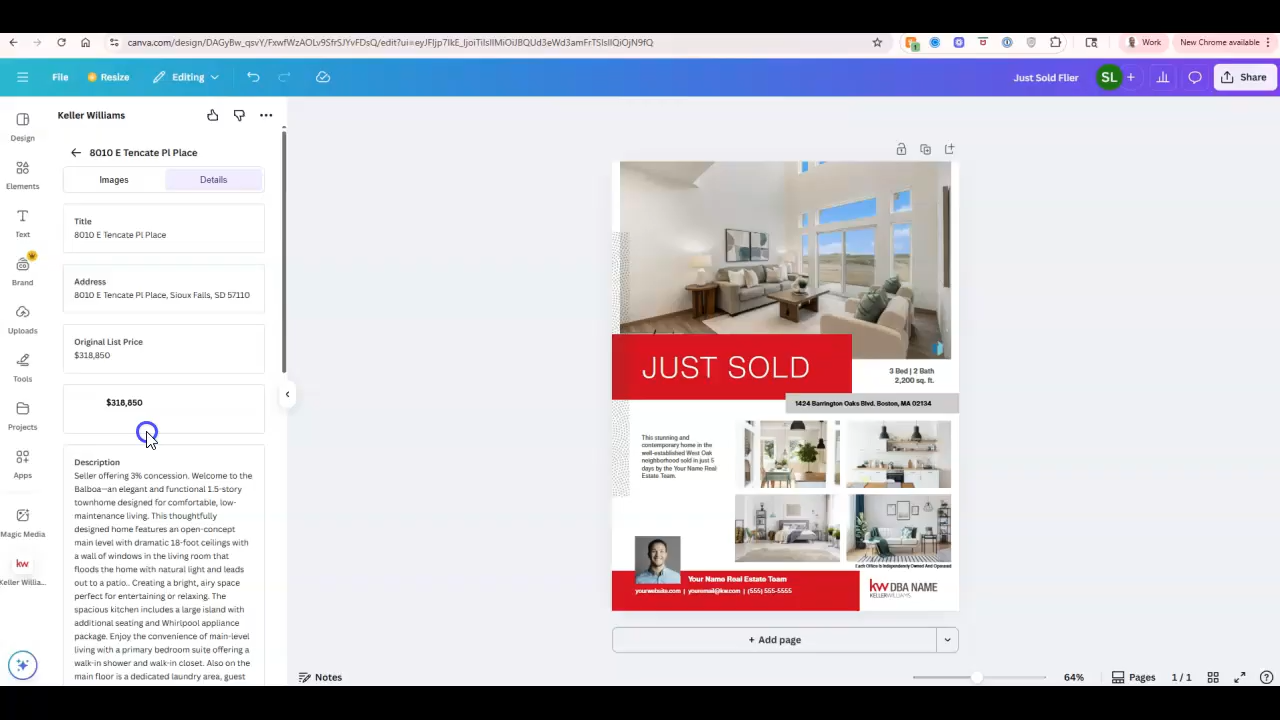 canva.com/design/DAGyBw_qsvY/FxwfWzAOLv9SfrSJYvFDsQ/edit?ui=eyJFIjp7IkE_IjoiTiIsIlMiOiJBQUd3eWd3amFrTSIsIlQiOjN9fQ
Work
New Chrome available
File
Resize
Editing
Just Sold Flier
SL
Share
Design
Elements
Text
Brand
Uploads
Tools
Projects
Apps
Magic Media
kw
Keller Willia...
Keller Williams
8010 E Tencate Pl Place
Images
Details
Title
8010 E Tencate Pl Place
Address
8010 E Tencate Pl Place, Sioux Falls, SD 57110
Original List Price
$318,850
$318,850
Description
Seller offering 3% concession. Welcome to the
Balboa—an elegant and functional 1.5-story
townhome designed for comfortable, low-
maintenance living. This thoughtfully
designed home features an open-concept
main level with dramatic 18-foot ceilings with
a wall of windows in the living room that
floods the home with natural light and leads
out to a patio.. Creating a bright, airy space
perfect for entertaining or relaxing. The
spacious kitchen includes a large island with
additional seating and Whirlpool appliance
package. Enjoy the convenience of main-level
living with a primary bedroom suite offering a
walk-in shower and walk-in closet. Also on the
main floor is a dedicated laundry area, guest
JUST SOLD
3 Bed | 2 Bath
2,200 sq. ft.
1424 Barrington Oaks Blvd. Boston, MA 02134
This stunning and
contemporary home in the
well-established West Oak
neighborhood sold in just 5
days by the Your Name Real
Estate Team.
Each Office Is Independently Owned And Operated
Your Name Real Estate Team
yourwebsite.com | youremail@kw.com | (555) 555-5555
kw DBA NAME
KELLERWILLIAMS.
+ Add page
Notes
64%
Pages
1 / 1